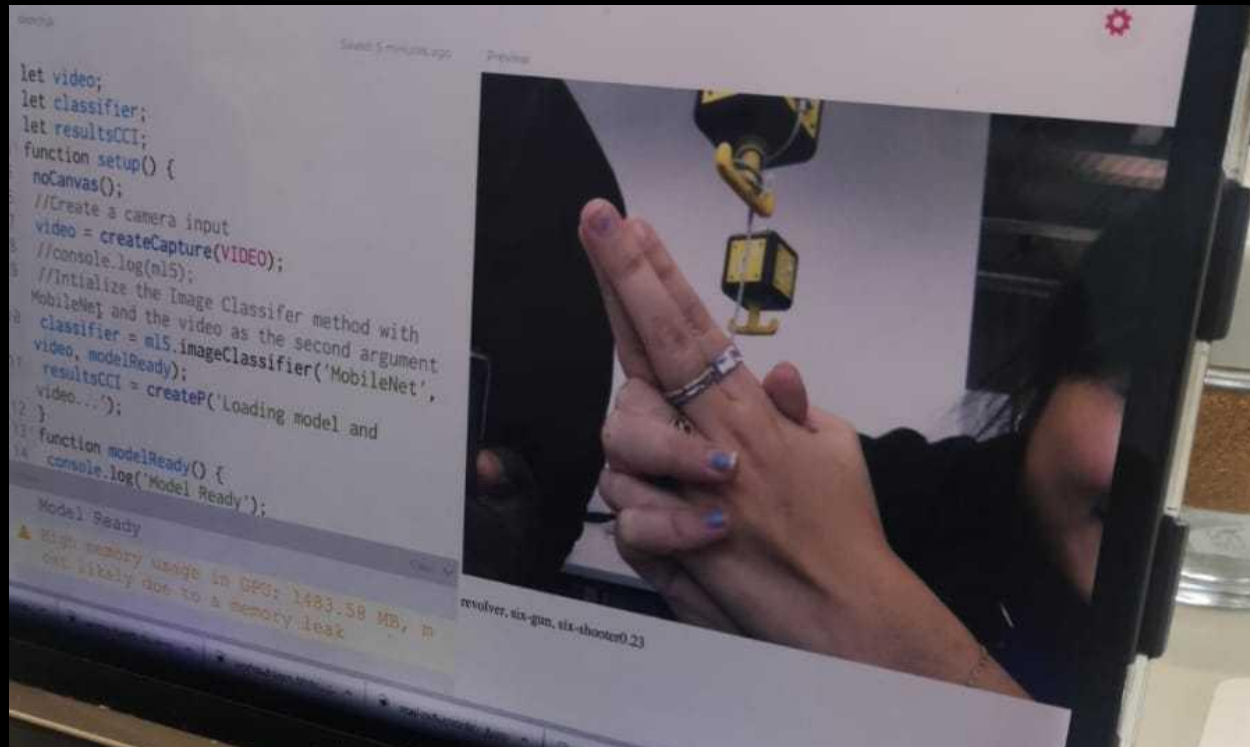 Saved: 5 minutes ago
Preview
let video;
let classifier;
let resultsCCI;
function setup() {
noCanvas();
//Create a camera input
video = createCapture(VIDEO);
//console.log(ml5);
//Intialize the Image Classifer method with
MobileNet and the video as the second argument
classifier = ml5.imageClassifier('MobileNet',
video, modelReady);
resultsCCI = createP('Loading model and
video...');
12 }
13 function modelReady() {
14 console.log('Model Ready');
Model Ready
High memory usage in GPU: 1483.58 MB, m
ost likely due to a memory leak
revolver, six-gun, six-shooter0.23